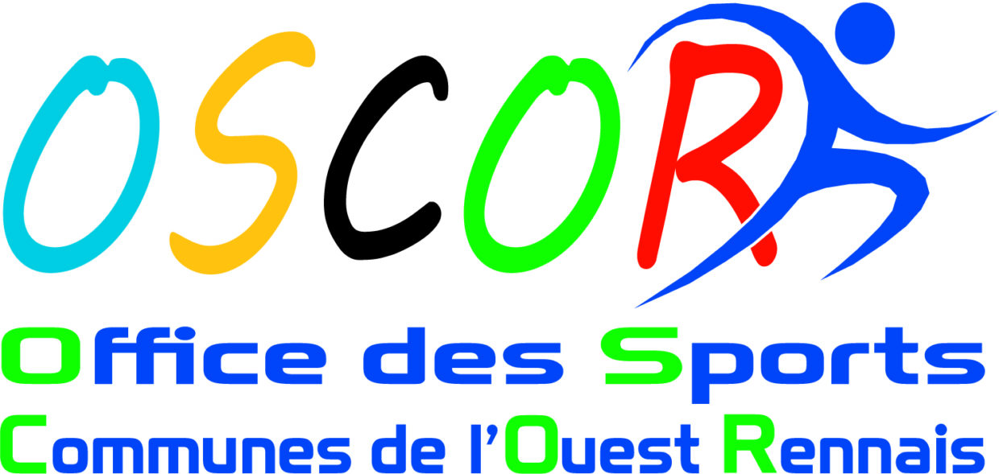 OSCOR
Office des Sports
Communes de l'Ouest Rennais